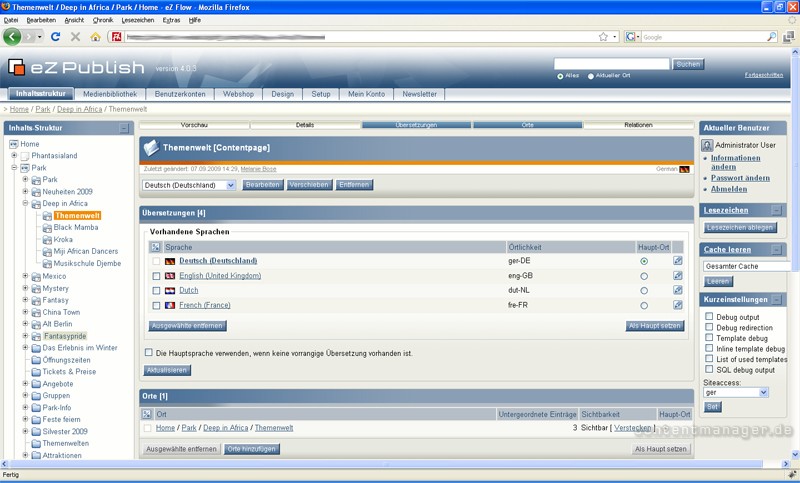 Themenwelt / Deep in Africa / Park / Home - eZ Flow - Mozilla Firefox
Datei Bearbeiten Ansicht Chronik Lesezeichen Extras Hilfe
Google
eZ Publish version 4.0.3
Suchen
Alles Aktueller Ort
Fortgeschritten
Inhaltsstruktur Medienbibliothek Benutzerkonten Webshop Design Setup Mein Konto Newsletter
> Home / Park / Deep in Africa / Themenwelt
Inhalts-Struktur
Home
Phantasialand
Park
Park
Neuheiten 2009
Deep in Africa
Themenwelt
Black Mamba
Kroka
Miji African Dancers
Musikschule Djembe
Mexico
Mystery
Fantasy
China Town
Alt Berlin
Fantasypride
Das Erlebnis im Winter
Öffnungszeiten
Tickets & Preise
Angebote
Gruppen
Park-Info
Feste feiern
Silvester 2009
Themenwelten
Attraktionen
Vorschau Details Übersetzungen Orte Relationen
Themenwelt [Contentpage]
Zuletzt geändert: 07.09.2009 14:29, Melanie Böse
German
Deutsch (Deutschland) Bearbeiten Verschieben Entfernen
Übersetzungen [4]
Vorhandene Sprachen
Sprache Örtlichkeit Haupt-Ort
Deutsch (Deutschland) ger-DE
English (United Kingdom) eng-GB
Dutch dut-NL
French (France) fre-FR
Ausgewählte entfernen Als Haupt setzen
Die Hauptsprache verwenden, wenn keine vorrangige Übersetzung vorhanden ist.
Aktualisieren
Orte [1]
Ort Untergeordnete Einträge Sichtbarkeit Haupt-Ort
Home / Park / Deep in Africa / Themenwelt 3 Sichtbar [ Verstecken ]
Ausgewählte entfernen Orte hinzufügen Als Haupt setzen
Aktueller Benutzer
Administrator User
Informationen
ändern
Passwort ändern
Abmelden
Lesezeichen
Lesezeichen ablegen
Cache leeren
Gesamter Cache
Leeren
Kurzeinstellungen
Debug output
Debug redirection
Template debug
Inline template debug
List of used templates
SQL debug output
Siteaccess:
ger
Set
contentmanager.de
Fertig